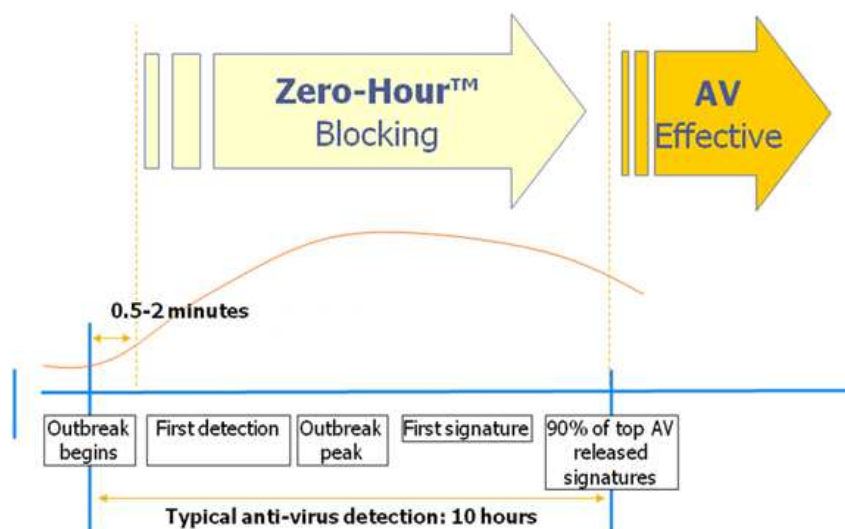 Zero-Hour™
Blocking
AV
Effective
0.5-2 minutes
Outbreak
begins
First detection
Outbreak
peak
First signature
90% of top AV
released
signatures
Typical anti-virus detection: 10 hours